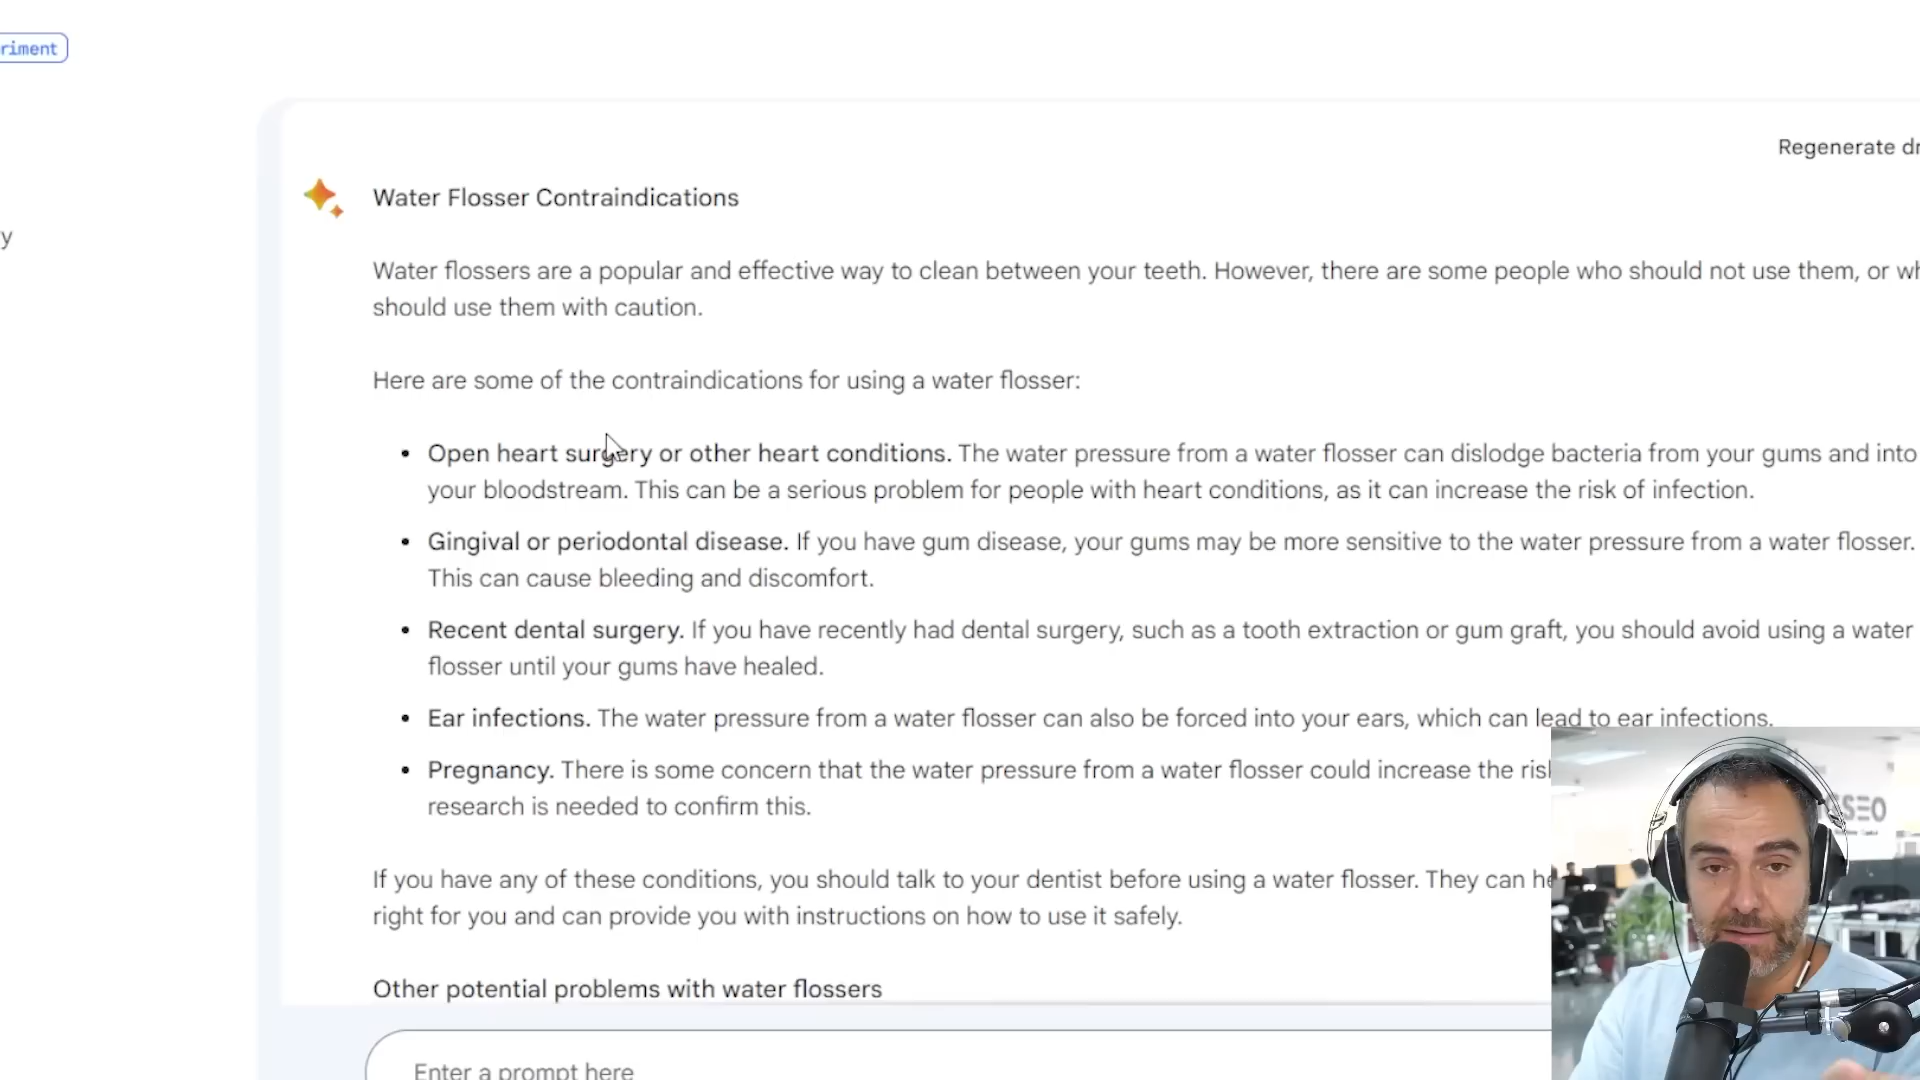 riment
Regenerate dr
Water Flosser Contraindications
y
Water flossers are a popular and effective way to clean between your teeth. However, there are some people who should not use them, or wh
should use them with caution.
Here are some of the contraindications for using a water flosser:
• Open heart surgery or other heart conditions. The water pressure from a water flosser can dislodge bacteria from your gums and into
your bloodstream. This can be a serious problem for people with heart conditions, as it can increase the risk of infection.
• Gingival or periodontal disease. If you have gum disease, your gums may be more sensitive to the water pressure from a water flosser.
This can cause bleeding and discomfort.
• Recent dental surgery. If you have recently had dental surgery, such as a tooth extraction or gum graft, you should avoid using a water
flosser until your gums have healed.
• Ear infections. The water pressure from a water flosser can also be forced into your ears, which can lead to ear infections.
• Pregnancy. There is some concern that the water pressure from a water flosser could increase the ris
research is needed to confirm this.
SEO
If you have any of these conditions, you should talk to your dentist before using a water flosser. They can he
right for you and can provide you with instructions on how to use it safely.
Other potential problems with water flossers
Enter a prompt here